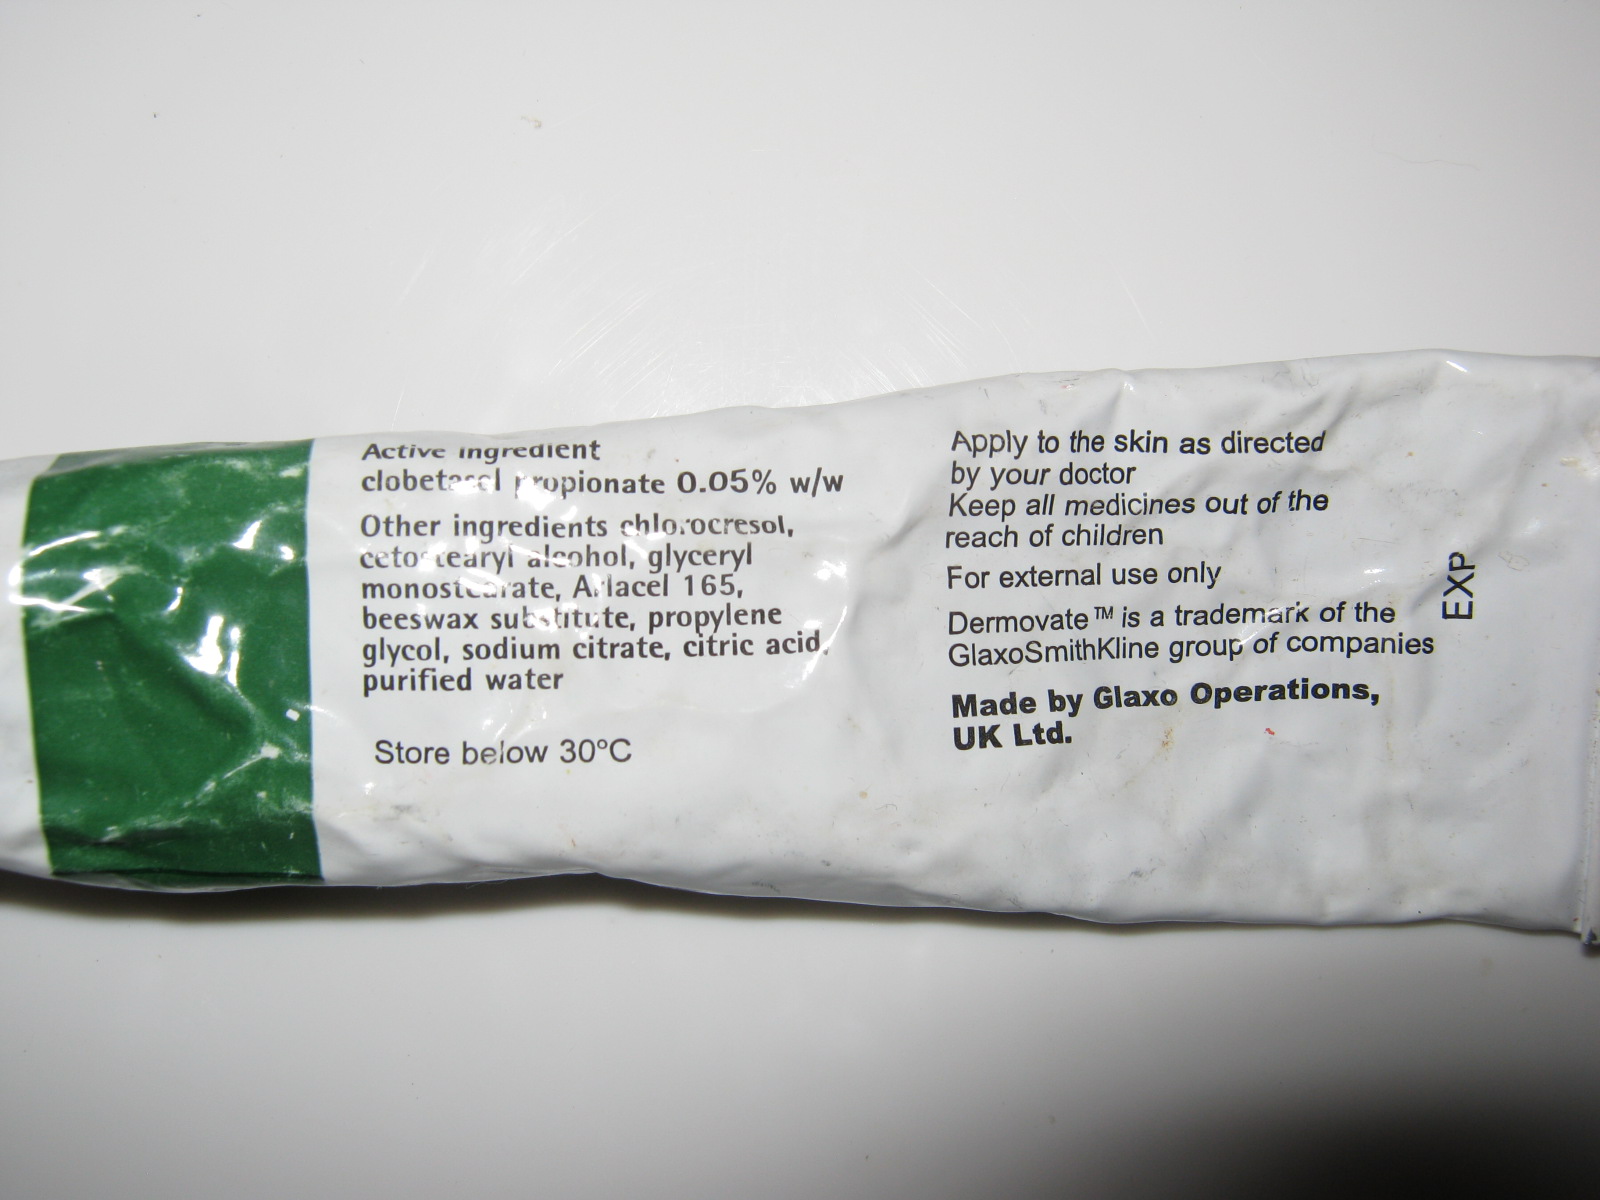 Active ingredient
clobetasol propionate 0.05% w/w
Other ingredients chlorocresol,
cetostearyl alcohol, glyceryl
monostearate, Arlacel 165,
beeswax substitute, propylene
glycol, sodium citrate, citric acid,
purified water
Store below 30°C
Apply to the skin as directed
by your doctor
Keep all medicines out of the
reach of children
For external use only
Dermovate™ is a trademark of the
GlaxoSmithKline group of companies
Made by Glaxo Operations,
UK Ltd.
EXP